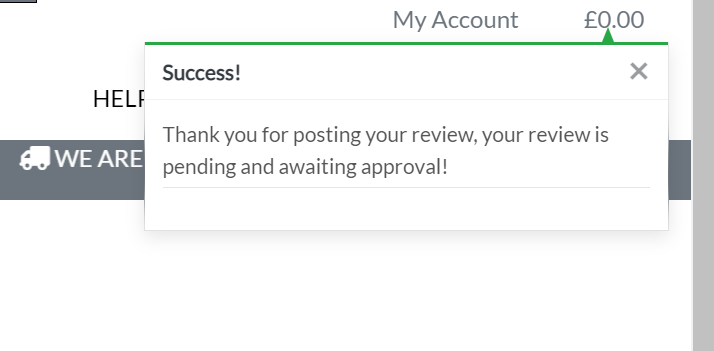 My Account £0.00
Success!
HELP
Thank you for posting your review, your review is
pending and awaiting approval!
WE ARE